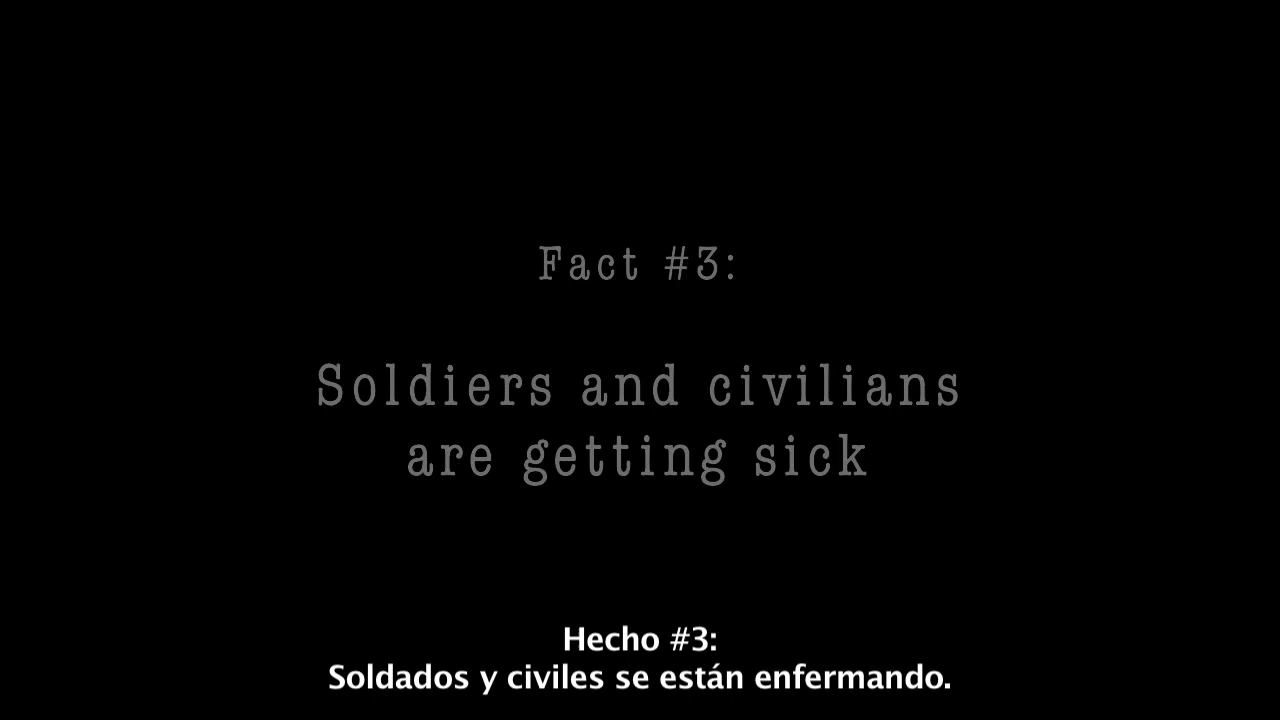 Fact #3:
Soldiers and civilians
are getting sick
Hecho #3:
Soldados y civiles se están enfermando.